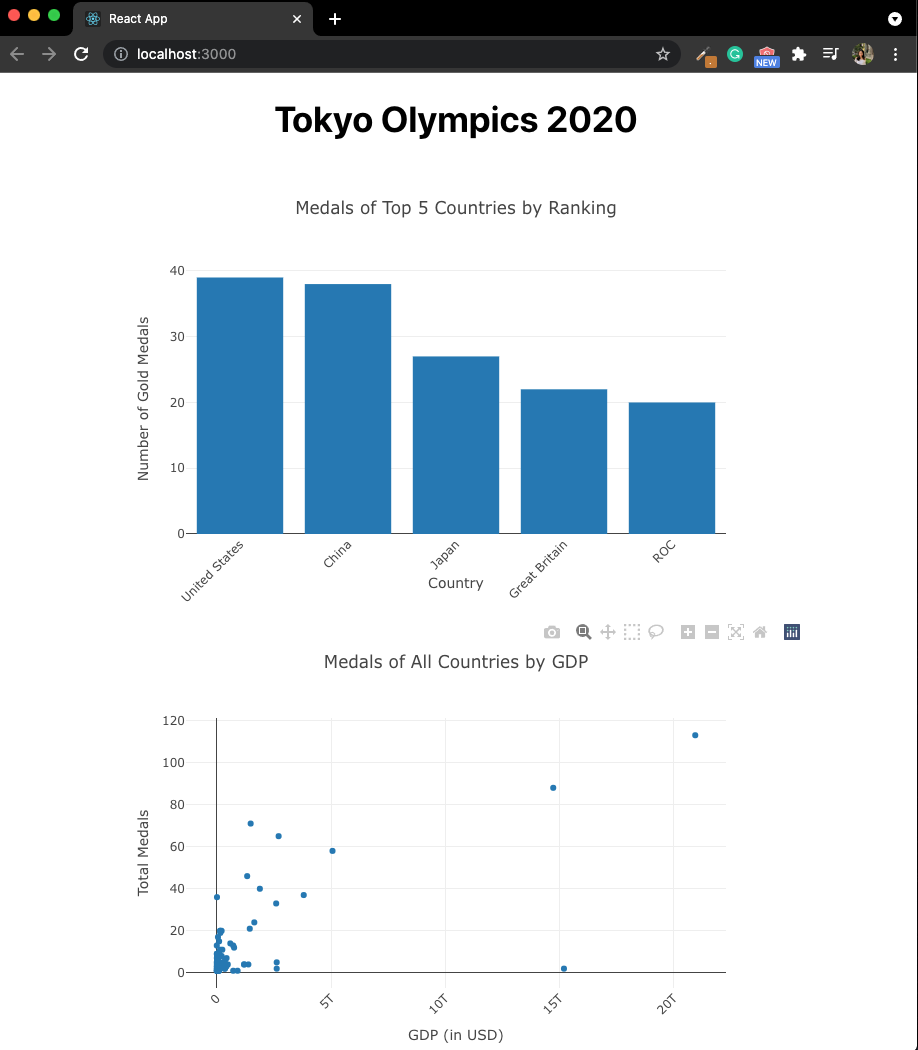 React App
localhost:3000
NEW
Tokyo Olympics 2020
Medals of Top 5 Countries by Ranking
40
30
20
10
0
Number of Gold Medals
United States
China
Japan
Great Britain
ROC
Country
Medals of All Countries by GDP
120
100
80
60
40
20
0
Total Medals
0
5T
10T
15T
20T
GDP (in USD)